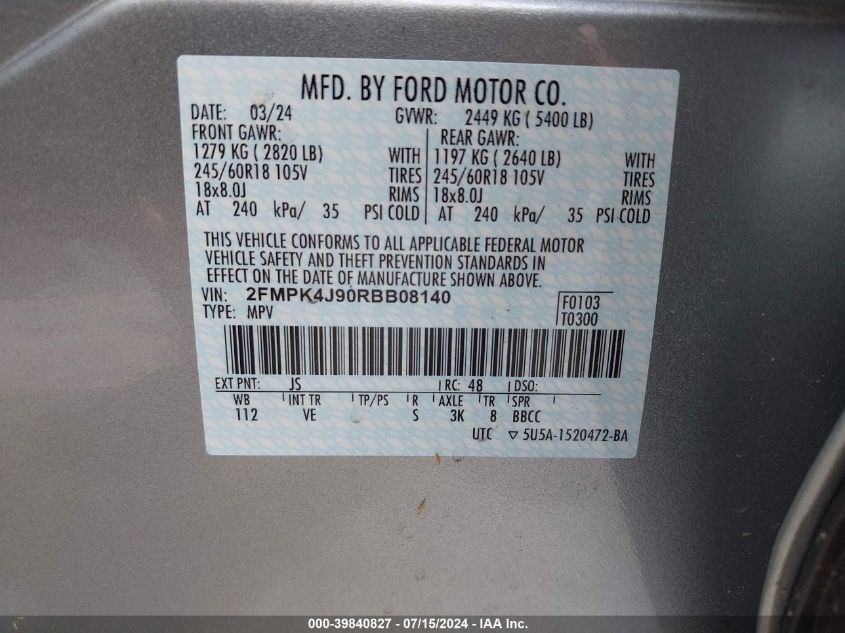 MFD. BY FORD MOTOR CO.
DATE: 03/24 GVWR: 2449 KG ( 5400 LB)
FRONT GAWR: REAR GAWR:
1279 KG ( 2820 LB) WITH 1197 KG ( 2640 LB) WITH
245/60R18 105V TIRES 245/60R18 105V TIRES
18x8.0J RIMS 18x8.0J RIMS
AT 240 kPa/ 35 PSI COLD AT 240 kPa/ 35 PSI COLD
THIS VEHICLE CONFORMS TO ALL APPLICABLE FEDERAL MOTOR
VEHICLE SAFETY AND THEFT PREVENTION STANDARDS IN
EFFECT ON THE DATE OF MANUFACTURE SHOWN ABOVE.
VIN: 2FMPK4J90RBB08140 F0103
TYPE: MPV T0300
EXT PNT: JS RC: 48 DSO:
WB INT TR TP/PS R AXLE TR SPR
112 VE S 3K 8 BBCC
UTC ▽ 5U5A-1520472-BA
000-39840827 - 07/15/2024 - IAA Inc.